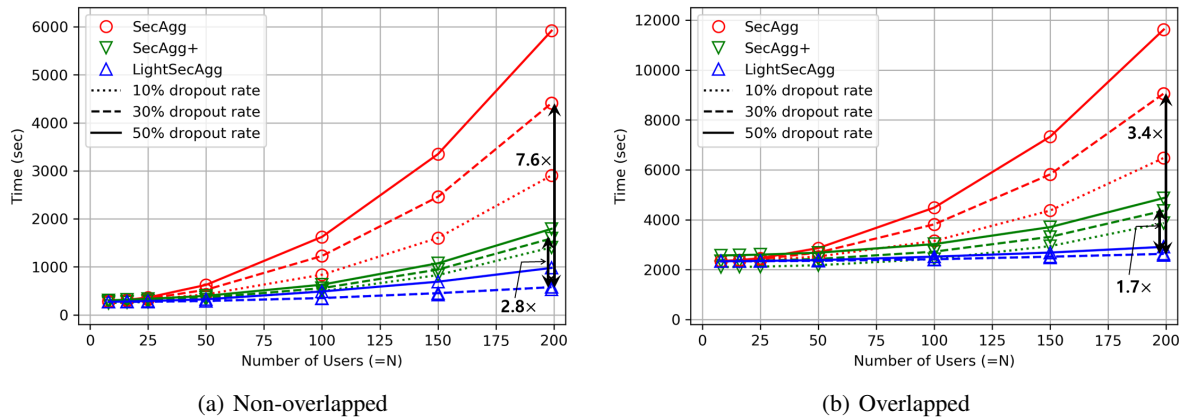 6000
5000
4000
3000
2000
1000
0
Time (sec)
SecAgg
SecAgg+
LightSecAgg
10% dropout rate
30% dropout rate
50% dropout rate
7.6×
2.8×
0 25 50 75 100 125 150 175 200
Number of Users (=N)
(a) Non-overlapped
12000
10000
8000
6000
4000
2000
0
Time (sec)
SecAgg
SecAgg+
LightSecAgg
10% dropout rate
30% dropout rate
50% dropout rate
3.4×
1.7×
0 25 50 75 100 125 150 175 200
Number of Users (=N)
(b) Overlapped